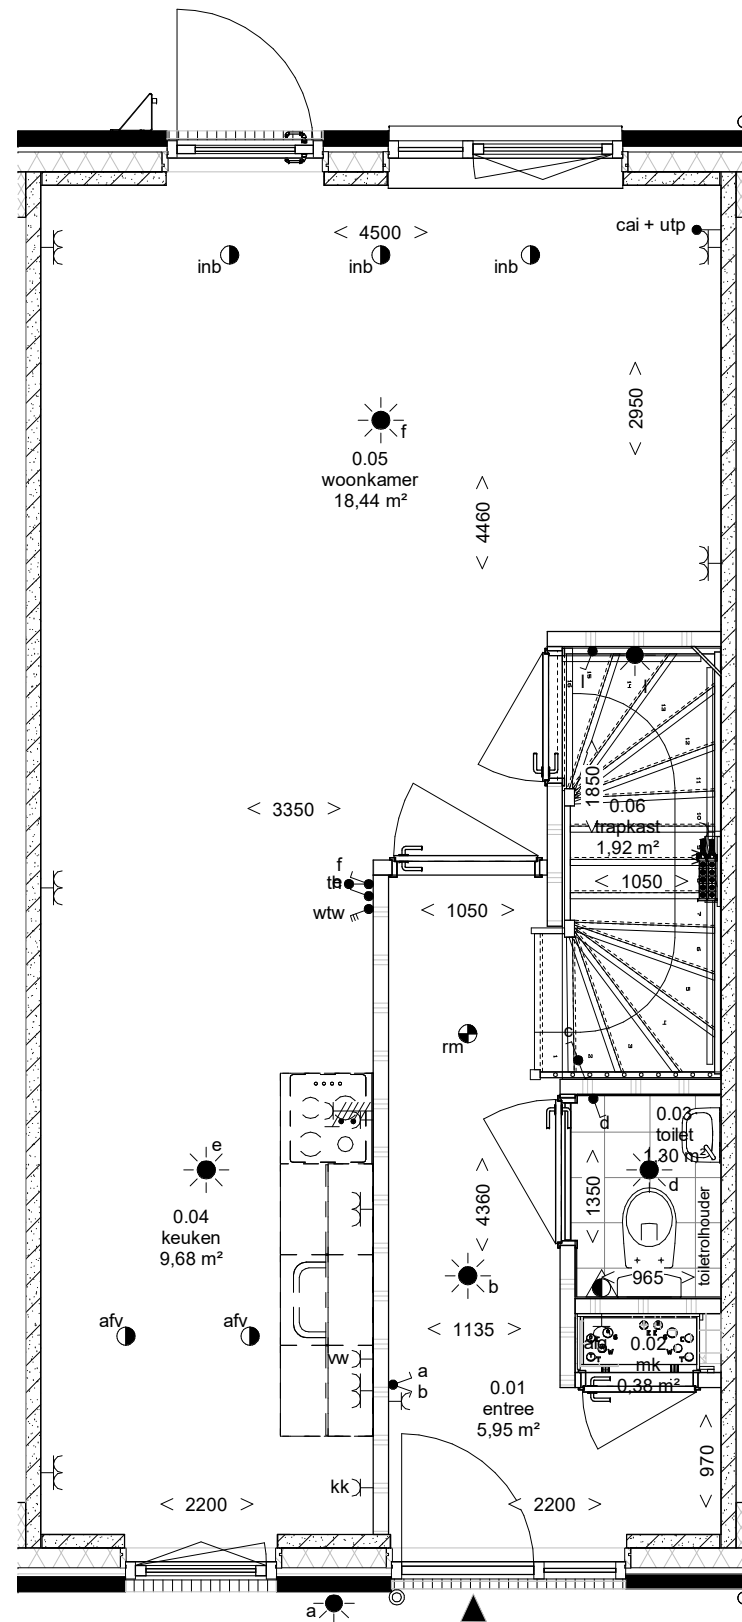 4500
cai + utp
inb
inb
inb
2950
f
0.05
woonkamer
18,44 m²
4460
1850
0.06
trapkast
1,92 m²
3350
f
th
wtw
1050
1050
rm
c
d
0.03
toilet
1,30 m²
e
d
0.04
keuken
9,68 m²
4360
1350
toiletrolhouder
965
b
afv
afv
1135
0.02
mk
0,38 m²
vw
a
b
0.01
entree
5,95 m²
970
kk
2200
2200
a